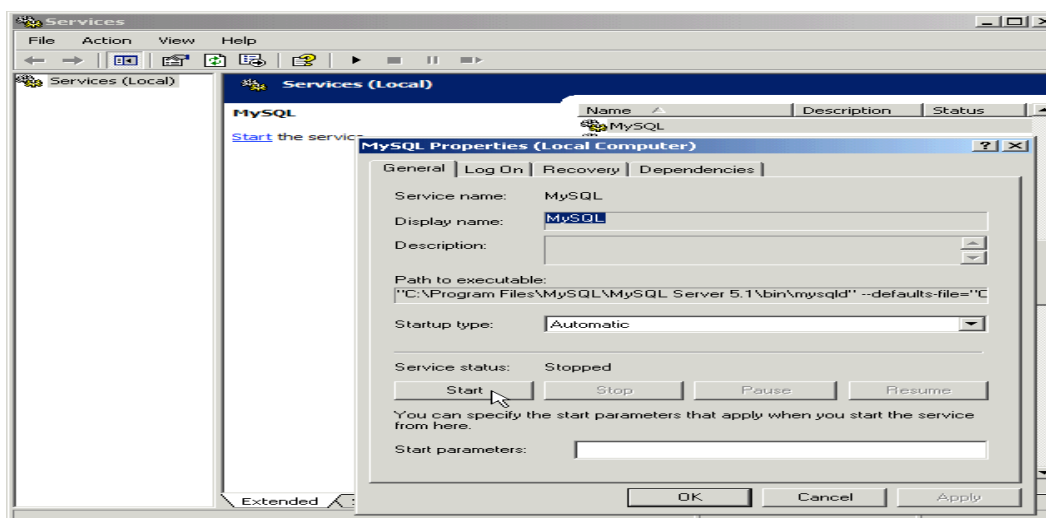 Services
File Action View Help
Services (Local)
Services (Local)
MySQL
Start the service
Name Description Status
MySQL
MySQL Properties (Local Computer)
General Log On Recovery Dependencies
Service name: MySQL
Display name: MySQL
Description:
Path to executable:
"C:\Program Files\MySQL\MySQL Server 5.1\bin\mysqld" --defaults-file="C
Startup type: Automatic
Service status: Stopped
Start Stop Pause Resume
You can specify the start parameters that apply when you start the service
from here.
Start parameters:
OK Cancel Apply
Extended